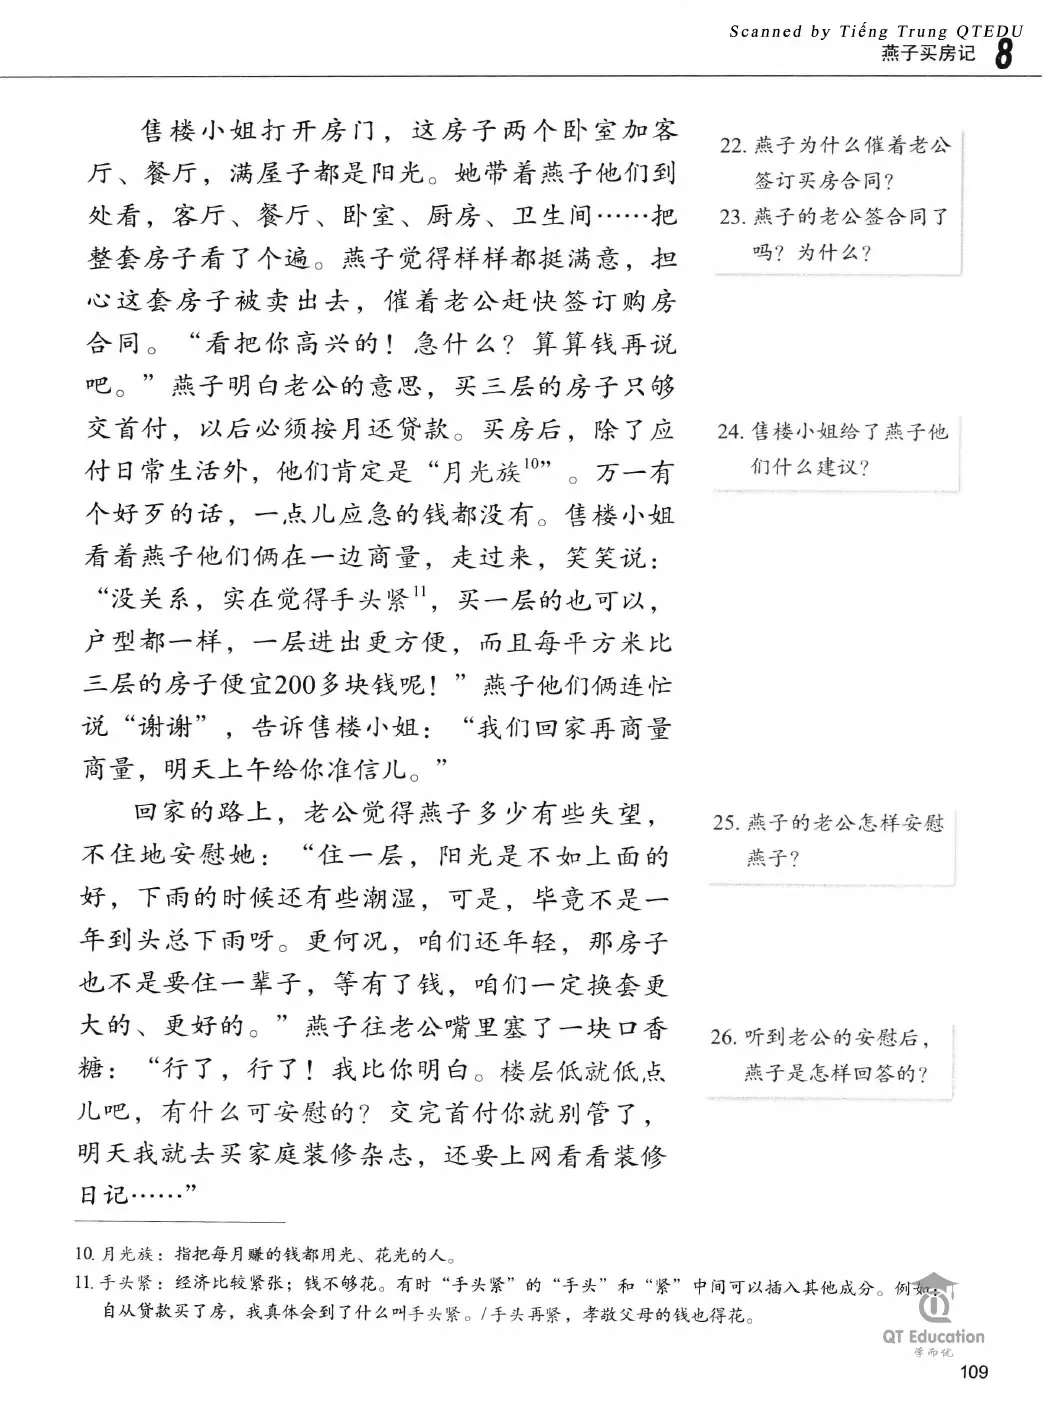 Scanned by Tiếng Trung QTEDU
燕子买房记 8
售楼小姐打开房门，这房子两个卧室加客
厅、餐厅，满屋子都是阳光。她带着燕子他们到
处看，客厅、餐厅、卧室、厨房、卫生间……把
整套房子看了个遍。燕子觉得样样都挺满意，担
心这套房子被卖出去，催着老公赶快签订购房
合同。“看把你高兴的！急什么？算算钱再说
吧。”燕子明白老公的意思，买三层的房子只够
交首付，以后必须按月还贷款。买房后，除了应
付日常生活外，他们肯定是“月光族10”。万一有
个好歹的话，一点儿应急的钱都没有。售楼小姐
看着燕子他们俩在一边商量，走过来，笑笑说：
“没关系，实在觉得手头紧11，买一层的也可以，
户型都一样，一层进出更方便，而且每平方米比
三层的房子便宜200多块钱呢！”燕子他们俩连忙
说“谢谢”，告诉售楼小姐：“我们回家再商量
商量，明天上午给你准信儿。”
回家的路上，老公觉得燕子多少有些失望，
不住地安慰她：“住一层，阳光是不如上面的
好，下雨的时候还有些潮湿，可是，毕竟不是一
年到头总下雨呀。更何况，咱们还年轻，那房子
也不是要住一辈子，等有了钱，咱们一定换套更
大的、更好的。”燕子往老公嘴里塞了一块口香
糖：“行了，行了！我比你明白。楼层低就低点
儿吧，有什么可安慰的？交完首付你就别管了，
明天我就去买家庭装修杂志，还要上网看看装修
日记……”
22. 燕子为什么催着老公
签订买房合同？
23. 燕子的老公签合同了
吗？为什么？
24. 售楼小姐给了燕子他
们什么建议？
25. 燕子的老公怎样安慰
燕子？
26. 听到老公的安慰后，
燕子是怎样回答的？
10. 月光族：指把每月赚的钱都用光、花光的人。
11. 手头紧：经济比较紧张；钱不够花。有时“手头紧”的“手头”和“紧”中间可以插入其他成分。例如：
自从贷款买了房，我真体会到了什么叫手头紧。/手头再紧，孝敬父母的钱也得花。
QT Education
学而优
109